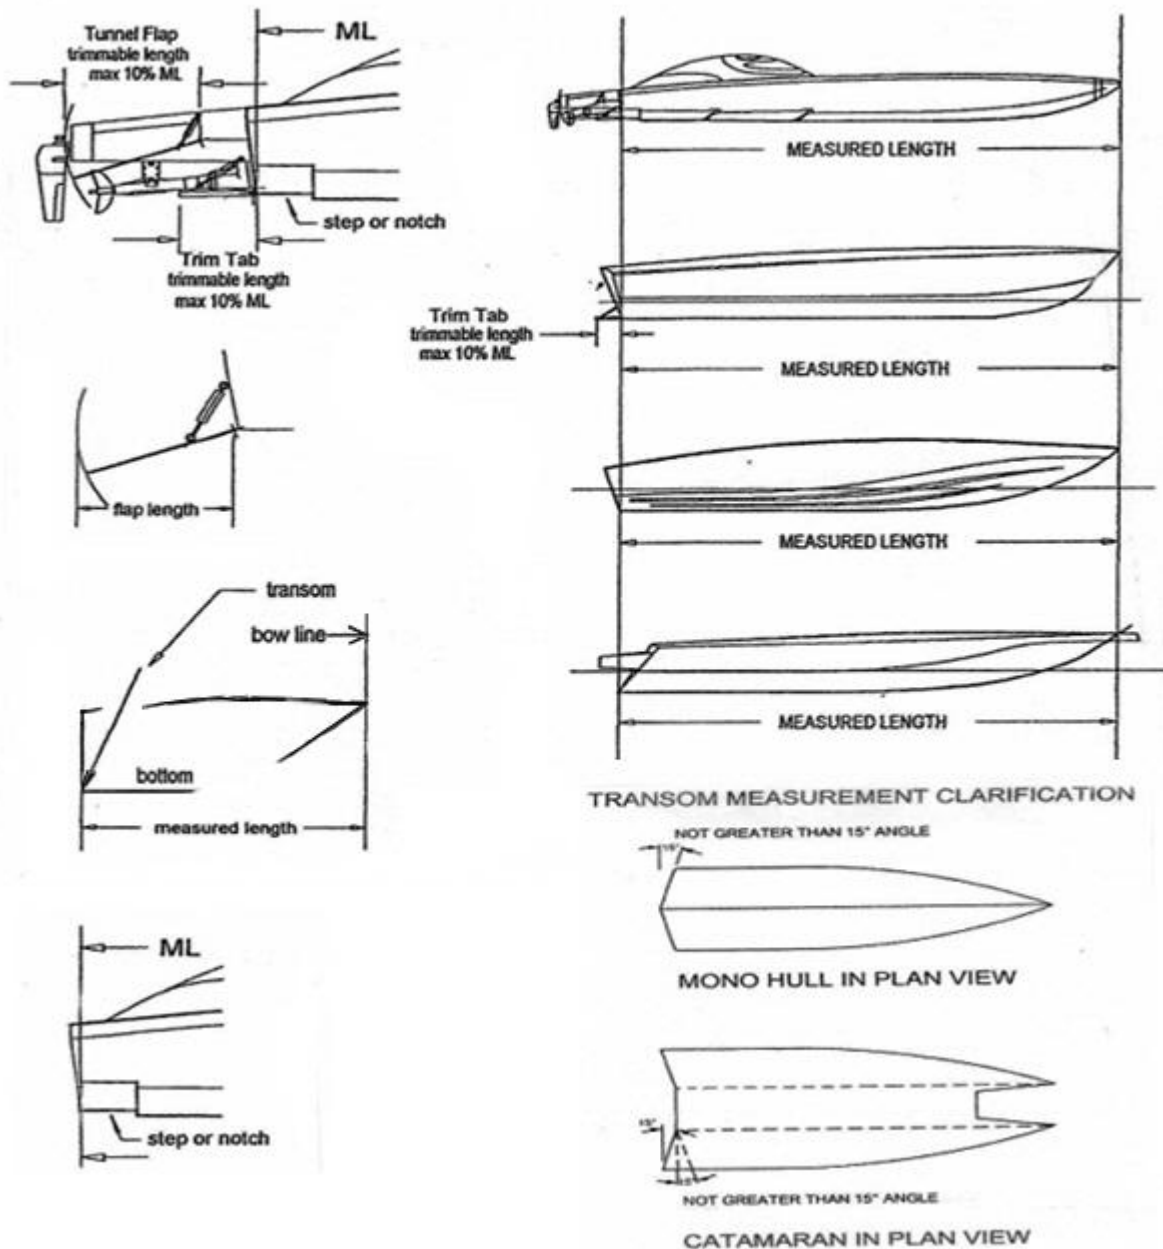 Tunnel Flap
trimmable length
max 10% ML
ML
step or notch
Trim Tab
trimmable length
max 10% ML
flap length
transom
bow line
bottom
measured length
ML
step or notch
MEASURED LENGTH
Trim Tab
trimmable length
max 10% ML
MEASURED LENGTH
MEASURED LENGTH
MEASURED LENGTH
TRANSOM MEASUREMENT CLARIFICATION
NOT GREATER THAN 15° ANGLE
15°
MONO HULL IN PLAN VIEW
15°
15°
NOT GREATER THAN 15° ANGLE
CATAMARAN IN PLAN VIEW